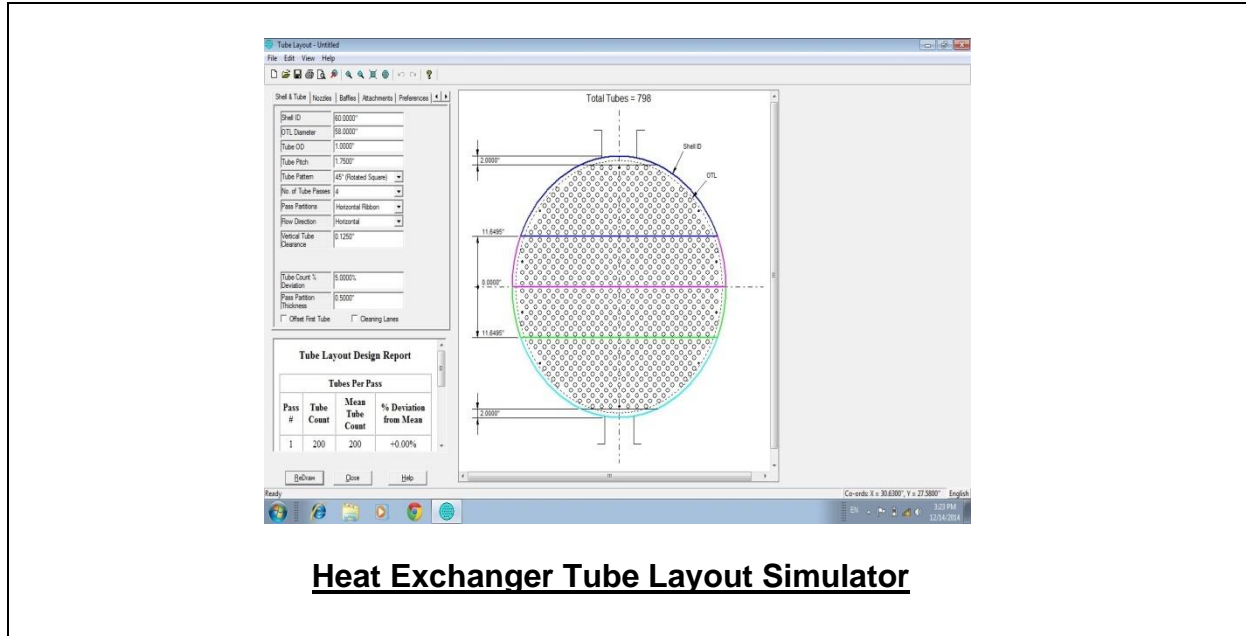 Tube Layout - Untitled
File Edit View Help
Shell & Tube Nozzles Baffles Attachments Preferences
Shell ID 60.0000"
OTL Diameter 58.0000"
Tube OD 1.0000"
Tube Pitch 1.7500"
Tube Pattern 45° (Rotated Square)
No. of Tube Passes 4
Pass Partitions Horizontal Ribbon
Flow Direction Horizontal
Vertical Tube
Clearance 0.1250"
Tube Count %
Deviation 5.0000%
Pass Partition
Thickness 0.5000"
Offset First Tube Cleaning Lanes
Tube Layout Design Report
Tubes Per Pass
Pass
#
Tube
Count
Mean
Tube
Count
% Deviation
from Mean
1 200 200 +0.00%
ReDraw Close Help
Total Tubes = 798
Shell ID
OTL
2.0000"
11.6495"
0.0000"
11.6495"
2.0000"
Ready
Co-ords: X = 30.6300", Y = 27.5800" English
EN
3:23 PM
12/14/2014
Heat Exchanger Tube Layout Simulator